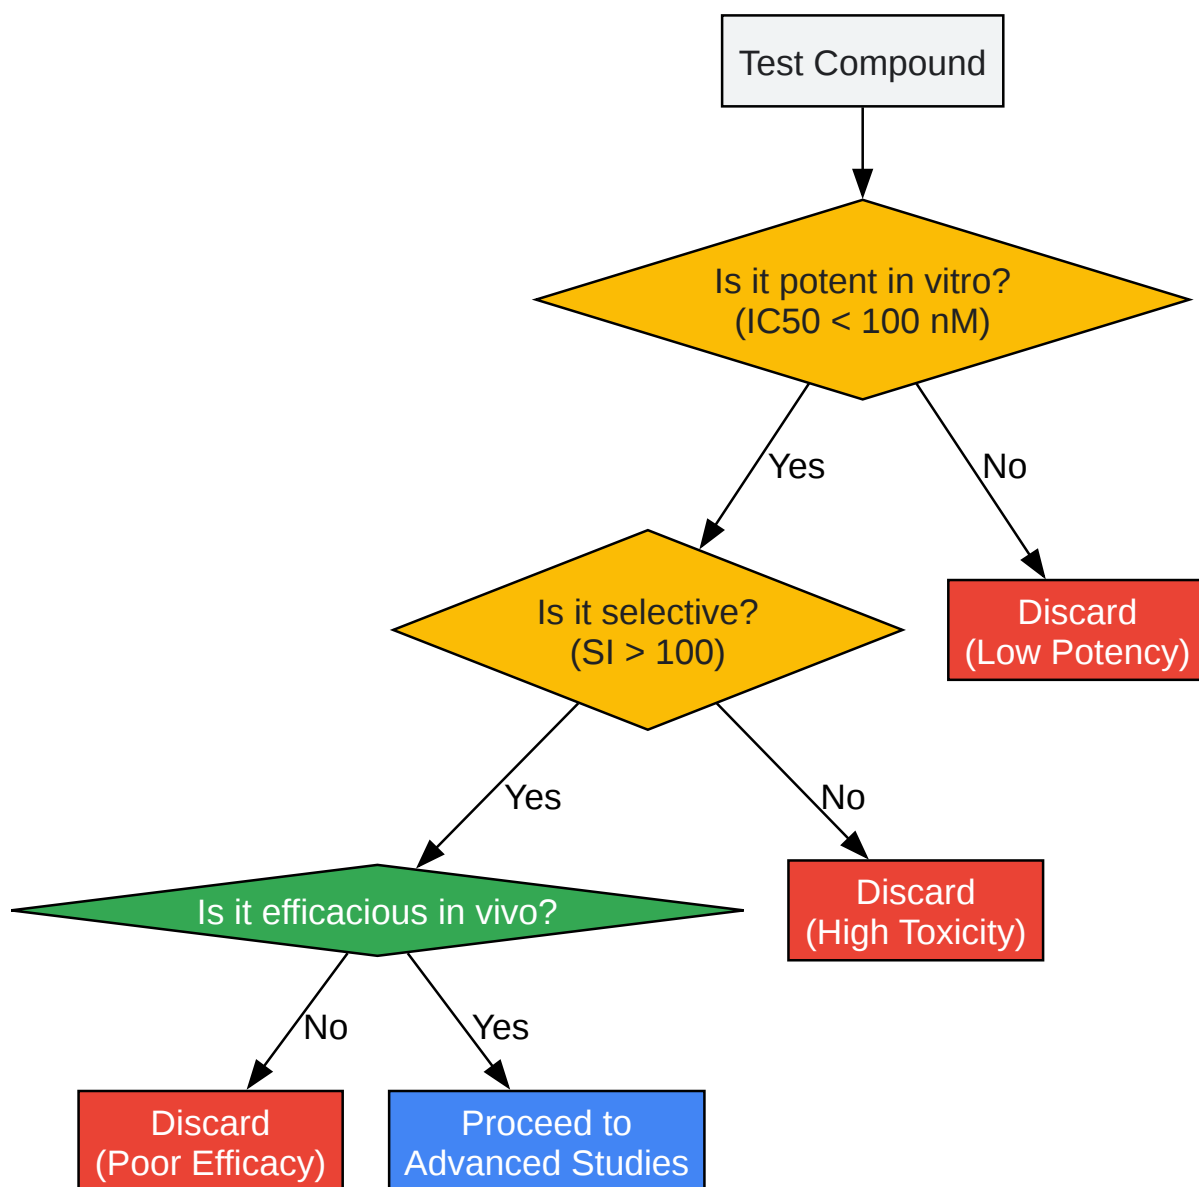 Test Compound
Is it potent in vitro?
(IC50 < 100 nM)
Yes
No
Is it selective?
(SI > 100)
Discard
(Low Potency)
Yes
No
Is it efficacious in vivo?
Discard
(High Toxicity)
No
Yes
Discard
(Poor Efficacy)
Proceed to
Advanced Studies